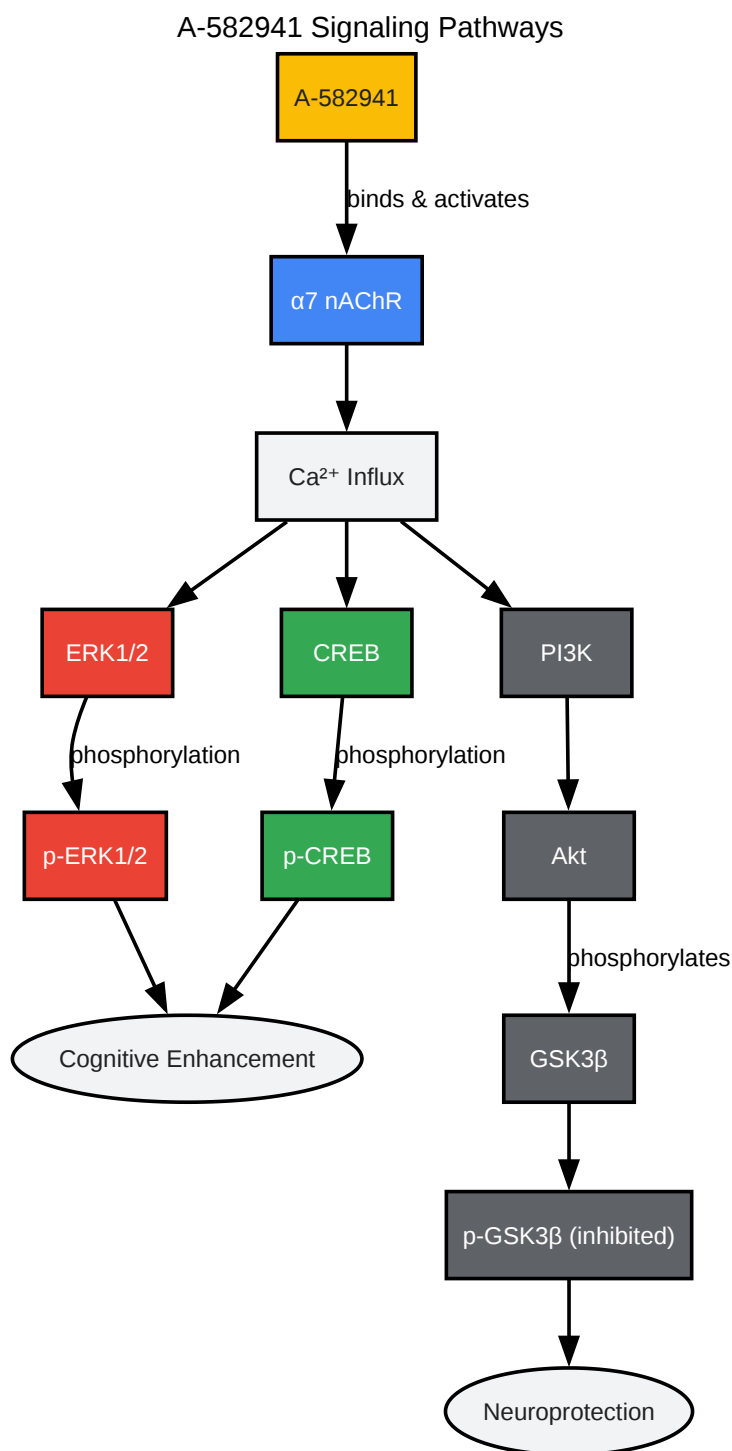 A-582941 Signaling Pathways
A-582941
binds & activates
α7 nAChR
Ca²⁺ Influx
ERK1/2
CREB
PI3K
phosphorylation
phosphorylation
p-ERK1/2
p-CREB
Akt
phosphorylates
Cognitive Enhancement
GSK3β
p-GSK3β (inhibited)
Neuroprotection